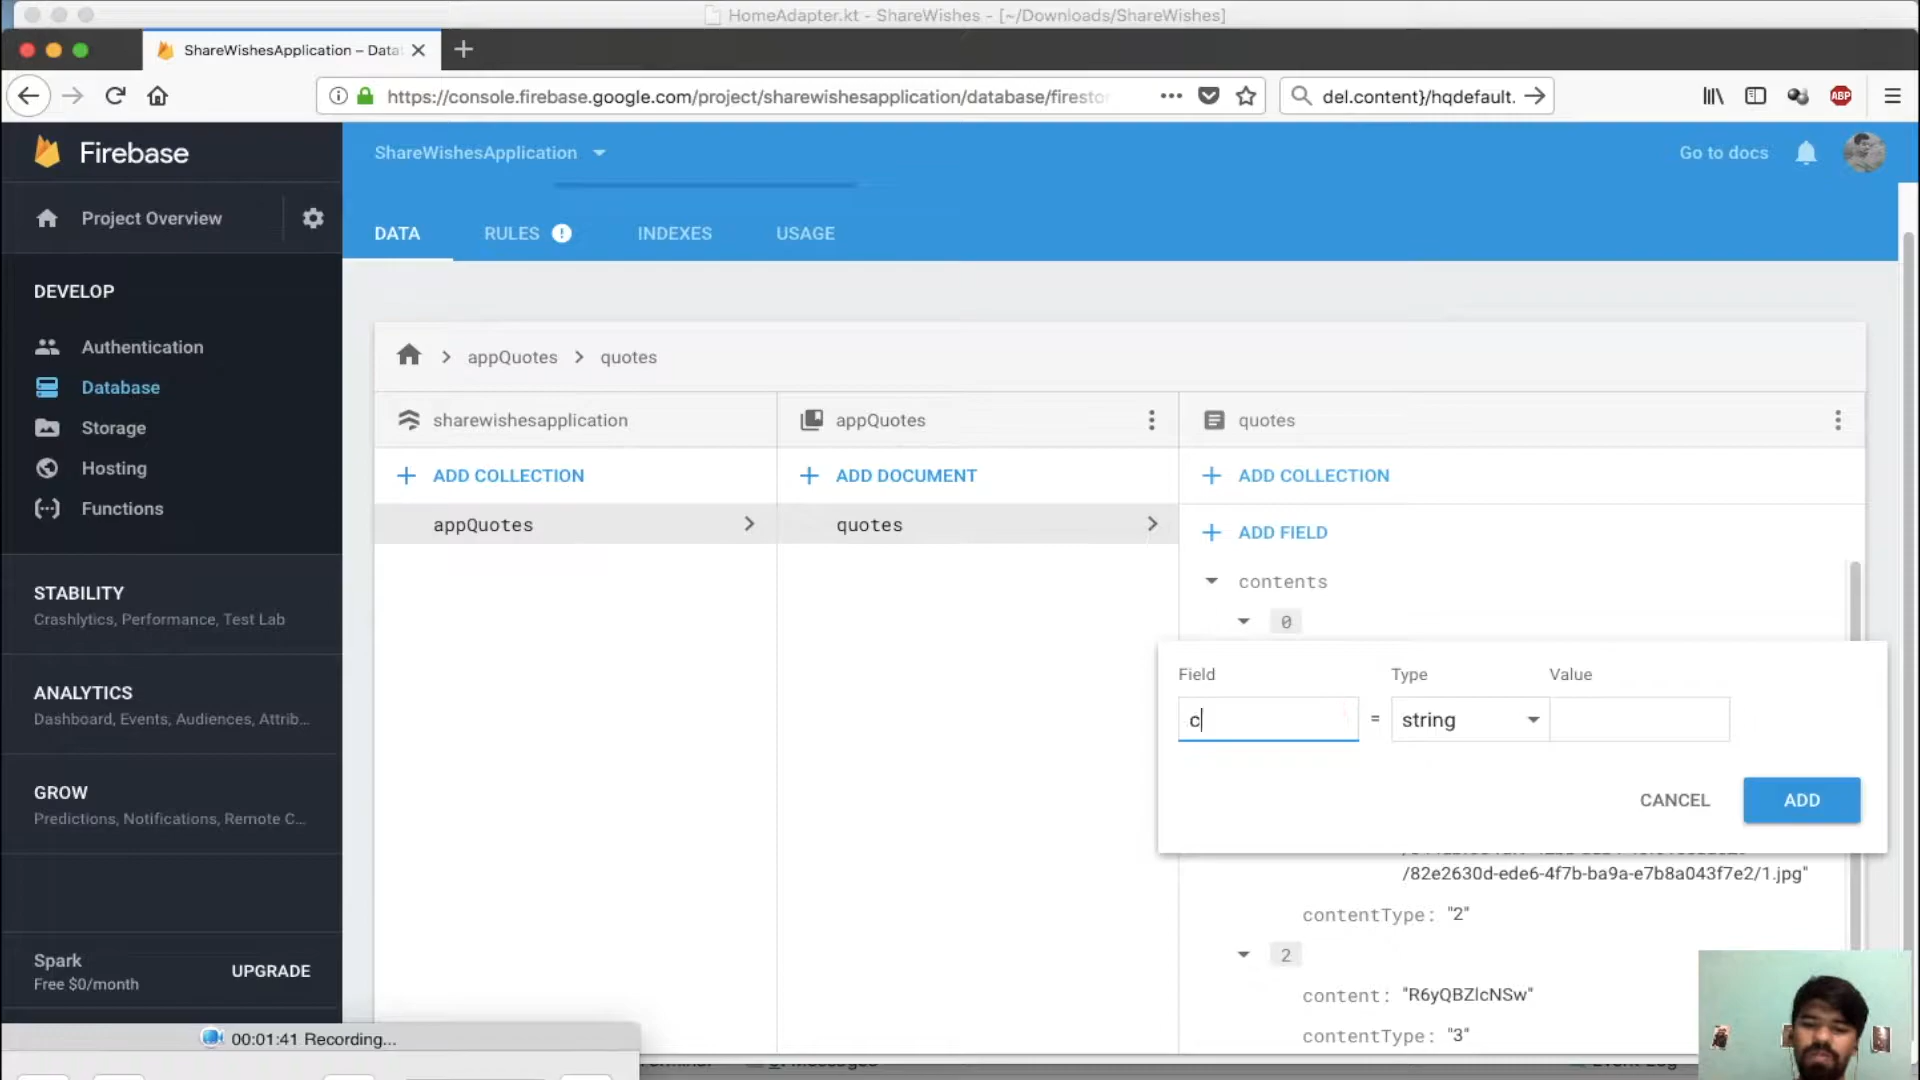 HomeAdapter.kt - ShareWishes - [~/Downloads/ShareWishes]
ShareWishesApplication – Data
https://console.firebase.google.com/project/sharewishesapplication/database/firesto
del.content}/hqdefault.
ABP
Firebase
ShareWishesApplication
Go to docs
Project Overview
DATA
RULES
INDEXES
USAGE
DEVELOP
Authentication
Database
Storage
Hosting
Functions
STABILITY
Crashlytics, Performance, Test Lab
ANALYTICS
Dashboard, Events, Audiences, Attrib...
GROW
Predictions, Notifications, Remote C...
Spark
Free $0/month
UPGRADE
00:01:41 Recording...
appQuotes > quotes
sharewishesapplication
ADD COLLECTION
appQuotes
appQuotes
ADD DOCUMENT
quotes
quotes
ADD COLLECTION
ADD FIELD
contents
0
Field
Type
Value
c
=
string
CANCEL
ADD
/82e2630d-ede6-4f7b-ba9a-e7b8a043f7e2/1.jpg"
contentType: "2"
2
content: "R6yQBZlcNSw"
contentType: "3"